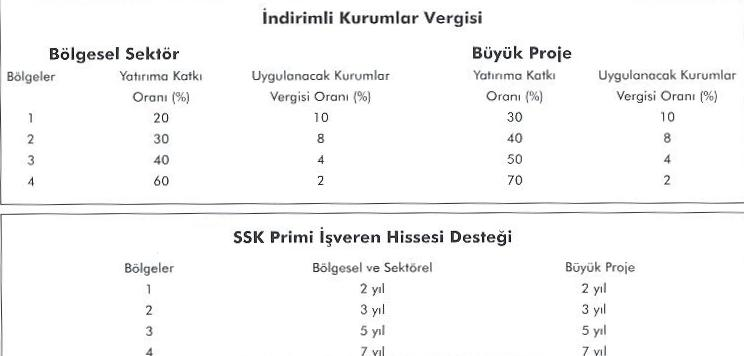 İndirimli Kurumlar Vergisi
Bölgesel Sektör Büyük Proje
Bölgeler Yatırıma Katkı Uygulanacak Kurumlar Yatırıma Katkı Uygulanacak Kurumlar
Oranı (%) Vergisi Oranı (%) Oranı (%) Vergisi Oranı (%)
1 20 10 30 10
2 30 8 40 8
3 40 4 50 4
4 60 2 70 2
SSK Primi İşveren Hissesi Desteği
Bölgeler Bölgesel ve Sektörel Büyük Proje
1 2 yıl 2 yıl
2 3 yıl 3 yıl
3 5 yıl 5 yıl
4 7 yıl 7 yıl